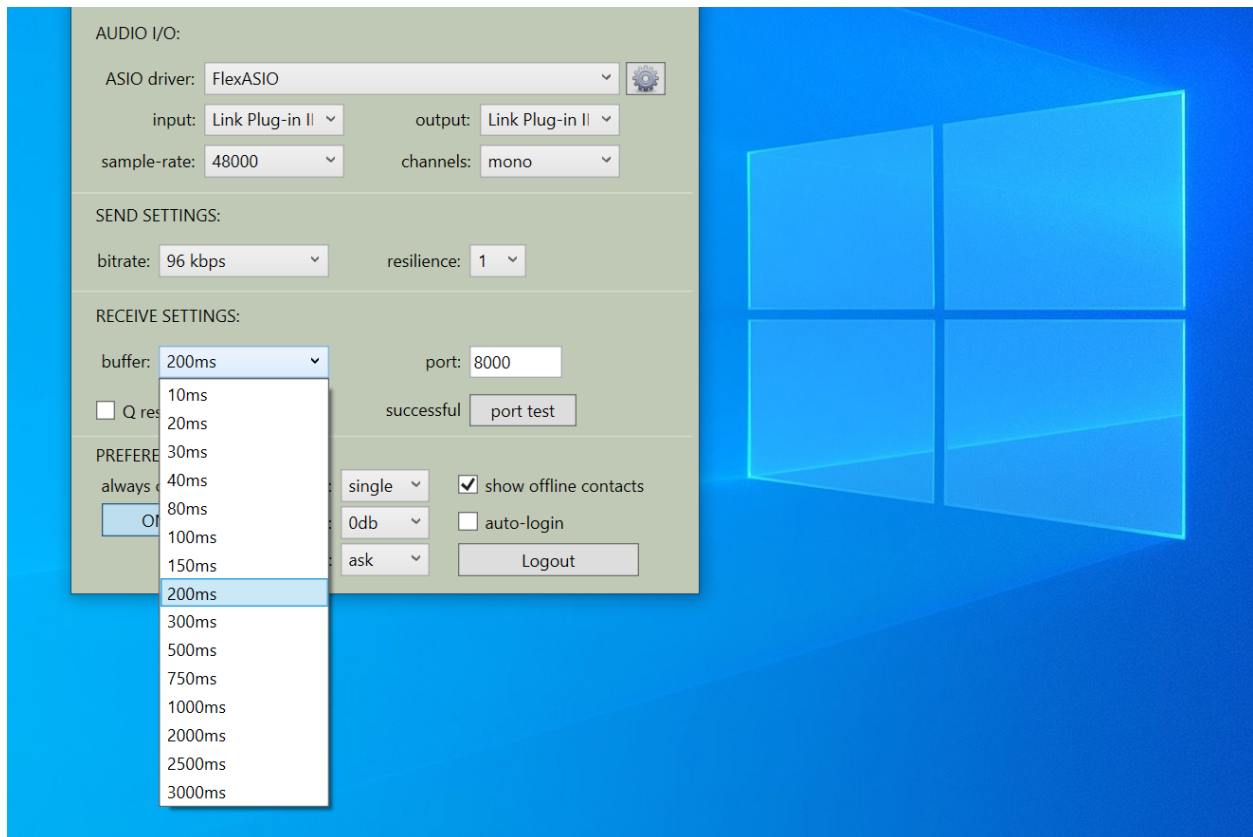 AUDIO I/O:
ASIO driver: FlexASIO
input: Link Plug-in output: Link Plug-in
sample-rate: 48000 channels: mono
SEND SETTINGS:
bitrate: 96 kbps resilience: 1
RECEIVE SETTINGS:
buffer: 200ms port: 8000
10ms
Q successful port test
20ms
30ms
40ms
always single show offline contacts
80ms
0db auto-login
100ms
150ms
ask Logout
200ms
300ms
500ms
750ms
1000ms
2000ms
2500ms
3000ms